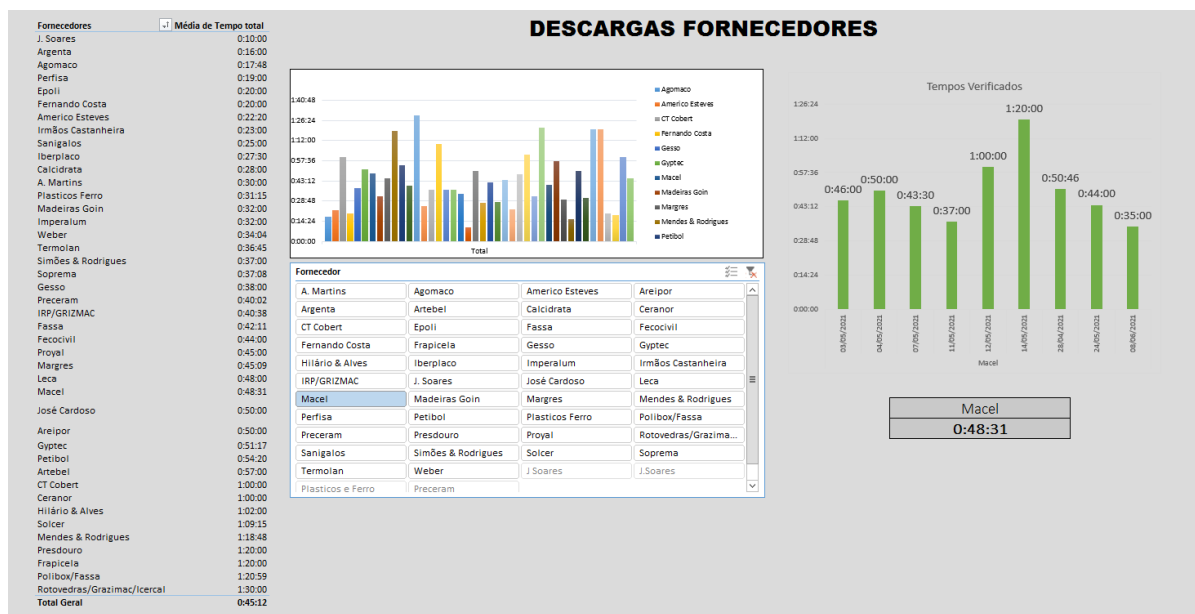 DESCARGAS FORNECEDORES
Fornecedores Média de Tempo total
J. Soares 0:10:00
Argenta 0:16:00
Agomaco 0:17:48
Perfisa 0:19:00
Epoli 0:20:00
Fernando Costa 0:20:00
Americo Esteves 0:22:20
Irmãos Castanheira 0:23:00
Sanigalos 0:25:00
Iberplaco 0:27:30
Calcidrata 0:28:00
A. Martins 0:30:00
Plasticos Ferro 0:31:15
Madeiras Goin 0:32:00
Imperalum 0:32:00
Weber 0:34:04
Termolan 0:36:45
Simões & Rodrigues 0:37:00
Soprema 0:37:08
Gesso 0:38:00
Preceram 0:40:02
IRP/GRIZMAC 0:40:38
Fassa 0:42:11
Fecocivil 0:44:00
Proyal 0:45:00
Margres 0:45:09
Leca 0:48:00
Macel 0:48:31
José Cardoso 0:50:00
Areipor 0:50:00
Gyptec 0:51:17
Petibol 0:54:20
Artebel 0:57:00
CT Cobert 1:00:00
Ceranor 1:00:00
Hilário & Alves 1:02:00
Solcer 1:09:15
Mendes & Rodrigues 1:18:48
Presdouro 1:20:00
Frapicela 1:20:00
Polibox/Fassa 1:20:59
Rotovedras/Grazimac/Icercal 1:30:00
Total Geral 0:45:12
1:40:48
1:26:24
1:12:00
0:57:36
0:43:12
0:28:48
0:14:24
0:00:00
Total
Agomaco
Americo Esteves
CT Cobert
Fernando Costa
Gesso
Gyptec
Macel
Madeiras Goin
Margres
Mendes & Rodrigues
Petibol
Fornecedor
A. Martins Agomaco Americo Esteves Areipor
Argenta Artebel Calcidrata Ceranor
CT Cobert Epoli Fassa Fecocivil
Fernando Costa Frapicela Gesso Gyptec
Hilário & Alves Iberplaco Imperalum Irmãos Castanheira
IRP/GRIZMAC J. Soares José Cardoso Leca
Macel Madeiras Goin Margres Mendes & Rodrigues
Perfisa Petibol Plasticos Ferro Polibox/Fassa
Preceram Presdouro Proyal Rotovedras/Grazima...
Sanigalos Simões & Rodrigues Solcer Soprema
Termolan Weber J Soares J.Soares
Plasticos e Ferro Preceram
Tempos Verificados
1:26:24
1:12:00
0:57:36
0:43:12
0:28:48
0:14:24
0:00:00
0:46:00 0:50:00 0:43:30 0:37:00 1:00:00 1:20:00 0:50:46 0:44:00 0:35:00
03/05/2021 04/05/2021 07/05/2021 11/05/2021 12/05/2021 14/05/2021 28/04/2021 24/05/2021 08/06/2021
Macel
Macel
0:48:31